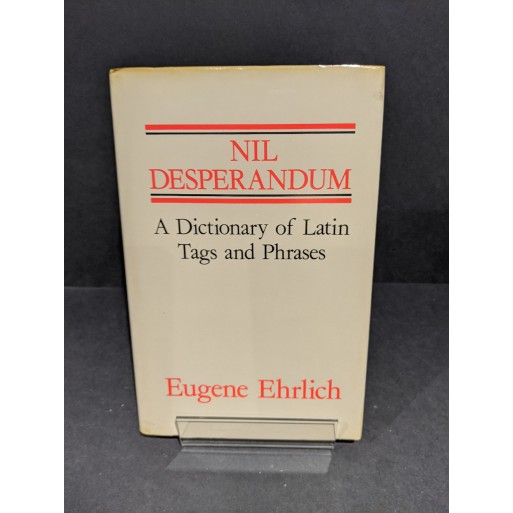 NIL
DESPERANDUM
A Dictionary of Latin
Tags and Phrases
Eugene Ehrlich